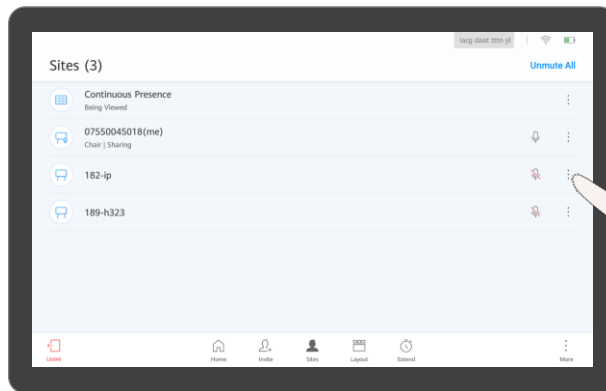 Sites (3)
Unmute All
Continuous Presence
Being Viewed
07550045018(me)
Chair | Sharing
182-ip
189-h323
Leave
Home
Invite
Sites
Layout
Extend
More